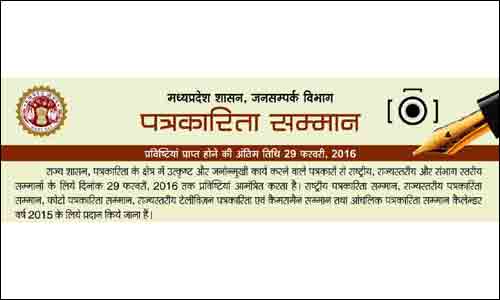 मध्यप्रदेश शासन, जनसम्पर्क विभाग
पत्रकारिता सम्मान
प्रविष्टियां प्राप्त होने की अंतिम तिथि 29 फरवरी, 2016
राज्य शासन, पत्रकारिता के क्षेत्र में उत्कृष्ट और जनोन्मुखी कार्य करने वाले पत्रकारों से राष्ट्रीय, राज्यस्तरीय और संभाग स्तरीय
सम्मानों के लिये दिनांक 29 फरवरी, 2016 तक प्रविष्टियां आमंत्रित करता है। राष्ट्रीय पत्रकारिता सम्मान, राज्यस्तरीय पत्रकारिता
सम्मान, फोटो पत्रकारिता सम्मान, राज्यस्तरीय टेलीविज़न पत्रकारिता एवं कैमरामैन सम्मान तथा आंचलिक पत्रकारिता सम्मान कैलेन्डर
वर्ष 2015 के लिये प्रदान किये जाना हैं।